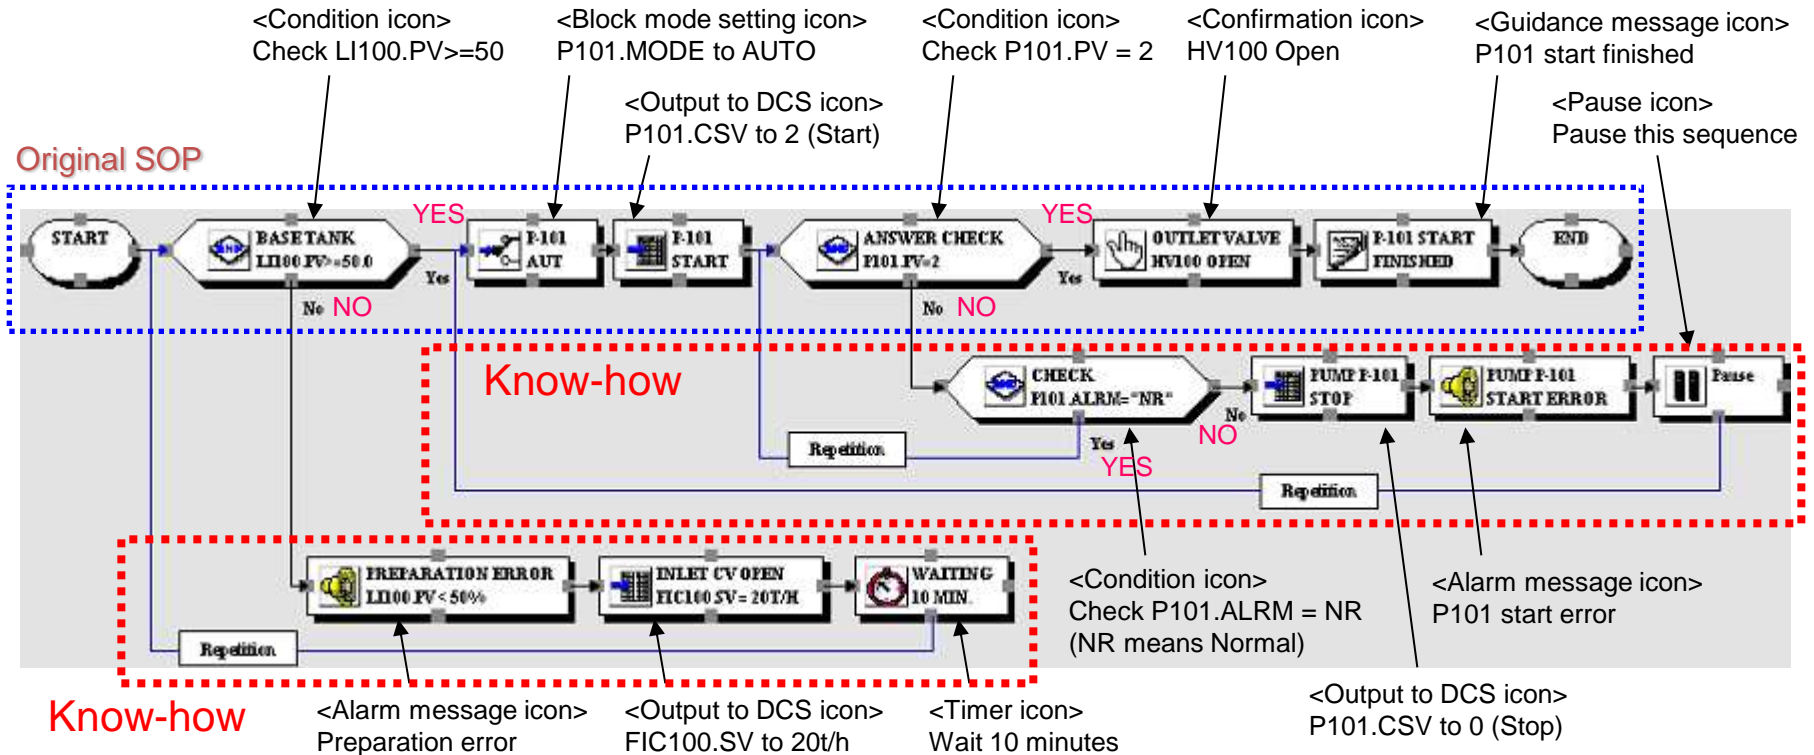 <Condition icon>
Check LI100.PV>=50
<Block mode setting icon>
P101.MODE to AUTO
<Condition icon>
Check P101.PV = 2
<Confirmation icon>
HV100 Open
<Guidance message icon>
P101 start finished
<Output to DCS icon>
P101.CSV to 2 (Start)
<Pause icon>
Pause this sequence
Original SOP
START
BASE TANK
LI100.PV>=50.0
YES
Yes
No NO
P-101
AUT
P-101
START
ANSWER CHECK
P101.PV=2
YES
Yes
No NO
OUTLET VALVE
HV100 OPEN
P-101 START
FINISHED
END
Know-how
CHECK
P101.ALRM="NR"
No
NO
Yes
YES
PUMP P-101
STOP
PUMP P-101
START ERROR
Pause
Repetition
Repetition
PREPARATION ERROR
LI100.PV < 50%
INLET CV OPEN
FIC100.SV = 20T/H
WAITING
10 MIN.
Repetition
<Condition icon>
Check P101.ALRM = NR
(NR means Normal)
<Alarm message icon>
P101 start error
<Output to DCS icon>
P101.CSV to 0 (Stop)
Know-how
<Alarm message icon>
Preparation error
<Output to DCS icon>
FIC100.SV to 20t/h
<Timer icon>
Wait 10 minutes